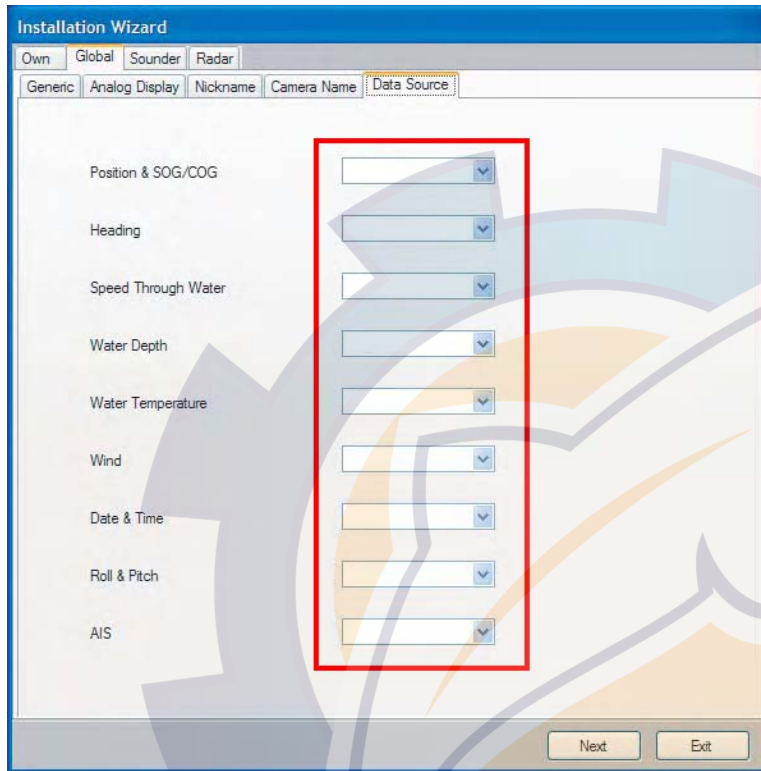 Installation Wizard
Own Global Sounder Radar
Generic Analog Display Nickname Camera Name Data Source
Position & SOG/COG
Heading
Speed Through Water
Water Depth
Water Temperature
Wind
Date & Time
Roll & Pitch
AIS
Next Exit